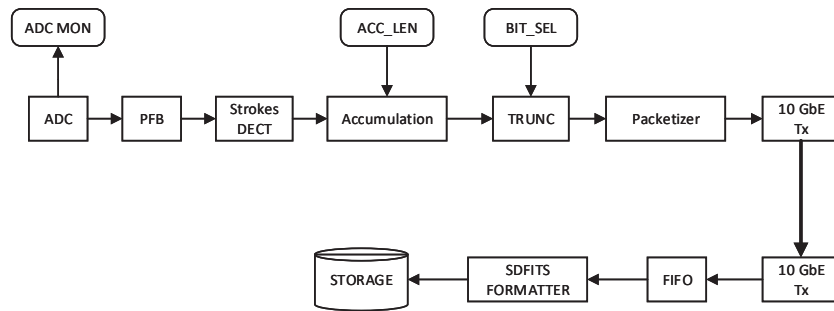 ADC MON
ACC_LEN
BIT_SEL
ADC
PFB
Strokes
DECT
Accumulation
TRUNC
Packetizer
10 GbE
Tx
STORAGE
SDFITS
FORMATTER
FIFO
10 GbE
Tx